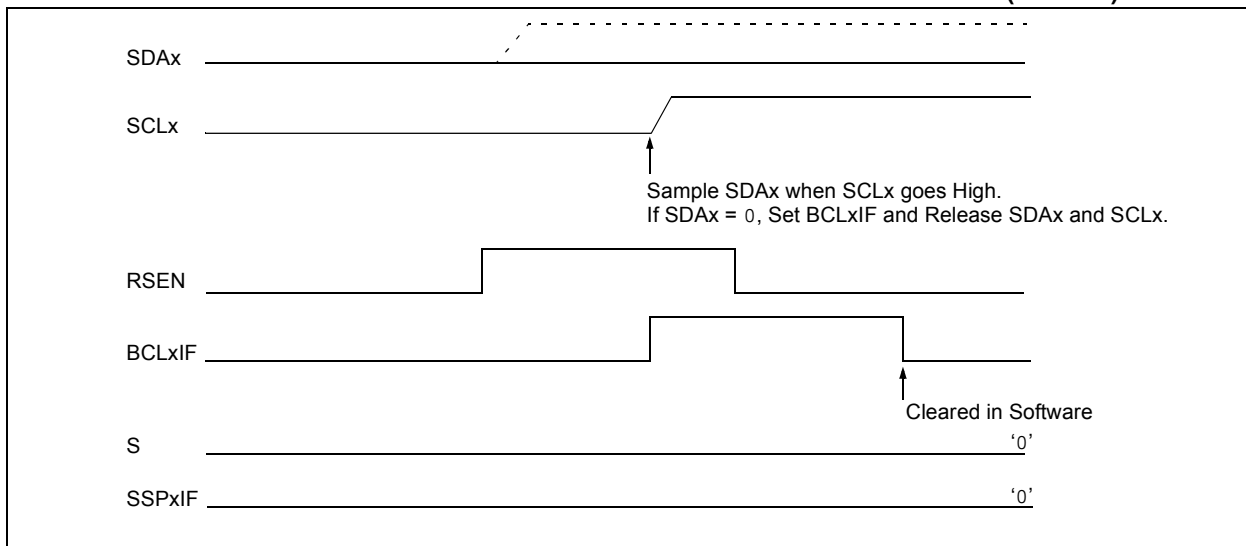 SDAx
SCLx
Sample SDAx when SCLx goes High.
If SDAx = 0, Set BCLxIF and Release SDAx and SCLx.
RSEN
BCLxIF
Cleared in Software
S ‘0’
SSPxIF ‘0’